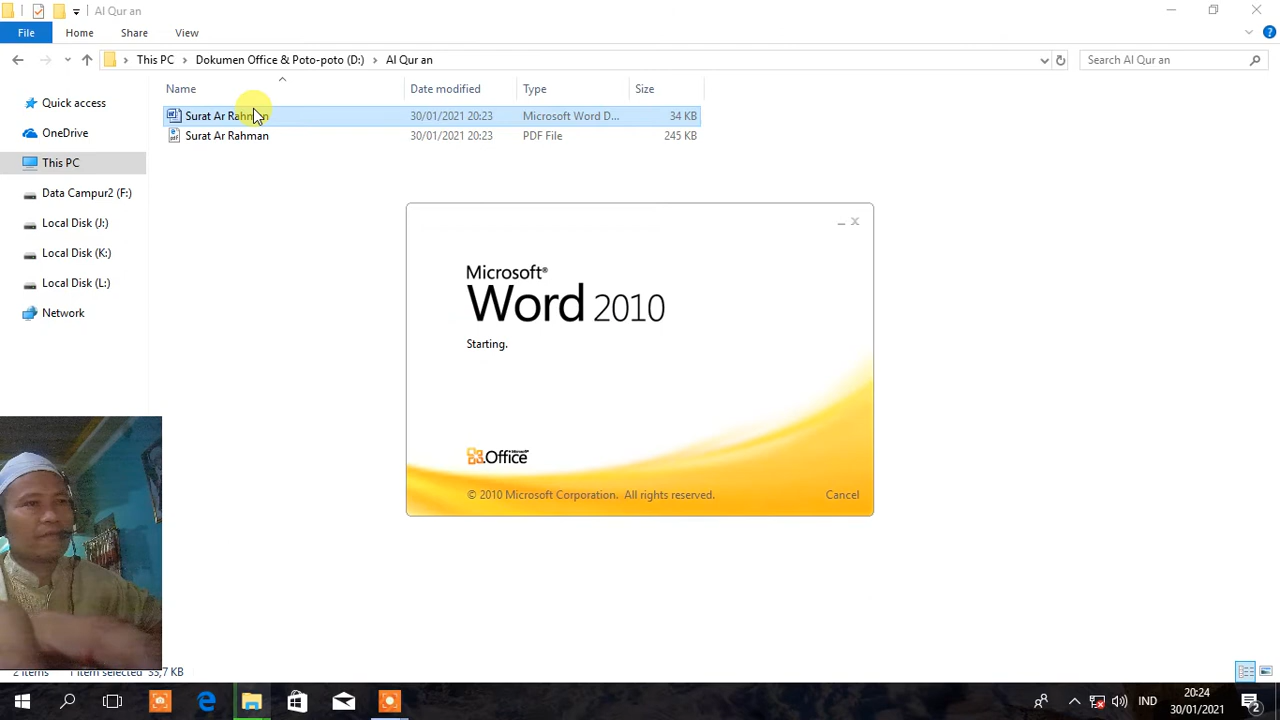 Al Qur an
File Home Share View
This PC Dokumen Office & Poto-poto (D:) Al Qur an Search Al Qur an
Name Date modified Type Size
Surat Ar Rahman 30/01/2021 20:23 Microsoft Word D... 34 KB
Surat Ar Rahman 30/01/2021 20:23 PDF File 245 KB
Quick access
OneDrive
This PC
Data Campur2 (F:)
Local Disk (J:)
Local Disk (K:)
Local Disk (L:)
Network
Microsoft®
Word 2010
Starting.
Office
© 2010 Microsoft Corporation. All rights reserved. Cancel
2 items 1 item selected 33,7 KB
IND
20:24
30/01/2021
2